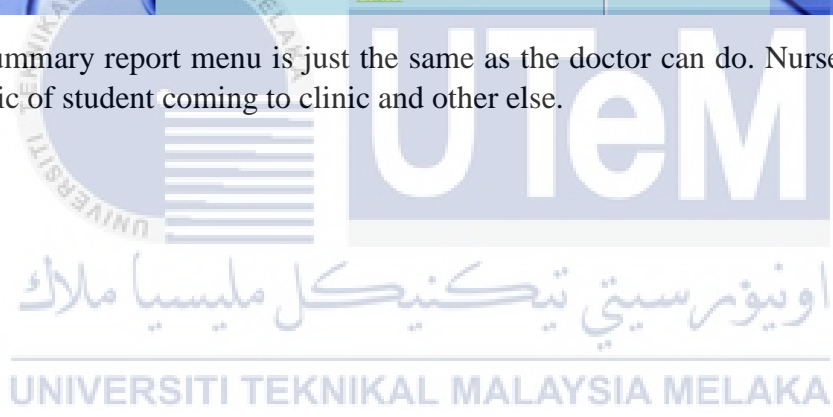 ummary report menu is just the same as the doctor can do. Nurse
ic of student coming to clinic and other else.
UTeM
اونيۏرسيتي تيكنيكل مليسيا ملاك
UNIVERSITI TEKNIKAL MALAYSIA MELAKA